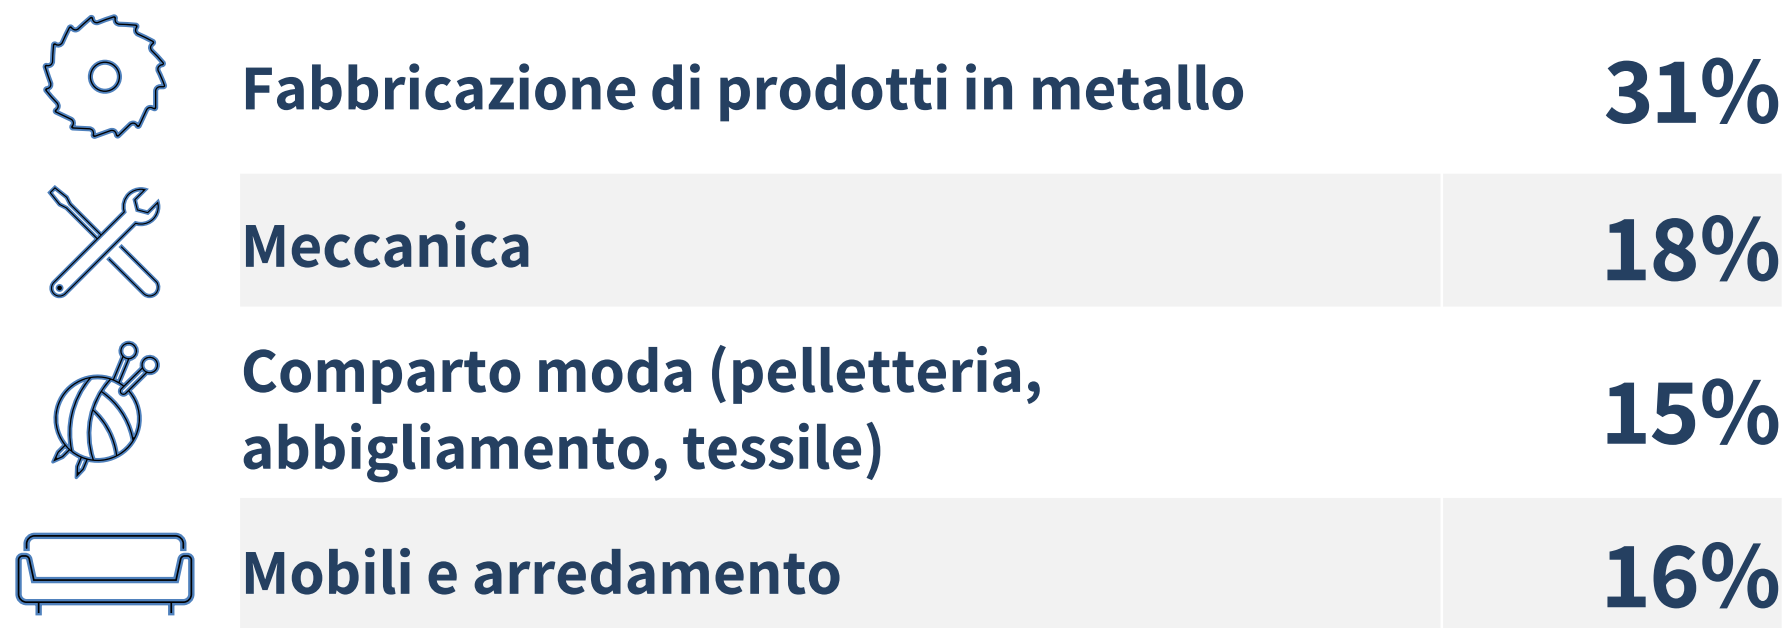 Fabbricazione di prodotti in metallo 31%
Meccanica 18%
Comparto moda (pelletteria,
abbigliamento, tessile) 15%
Mobili e arredamento 16%